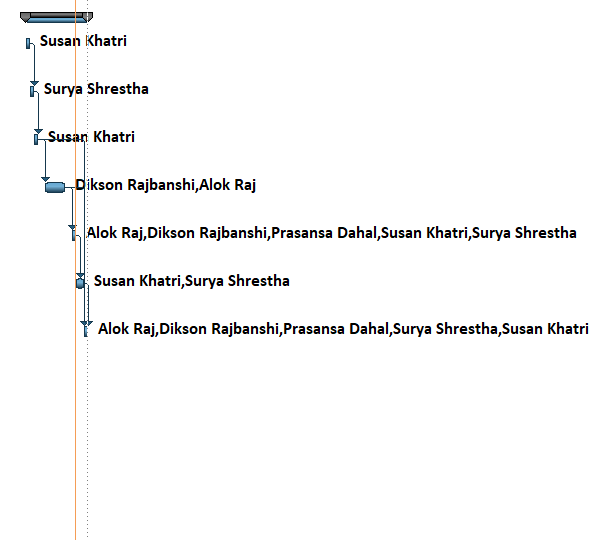 Susan Khatri
Surya Shrestha
Susan Khatri
Dikson Rajbanshi,Alok Raj
Alok Raj,Dikson Rajbanshi,Prasansa Dahal,Susan Khatri,Surya Shrestha
Susan Khatri,Surya Shrestha
Alok Raj,Dikson Rajbanshi,Prasansa Dahal,Surya Shrestha,Susan Khatri